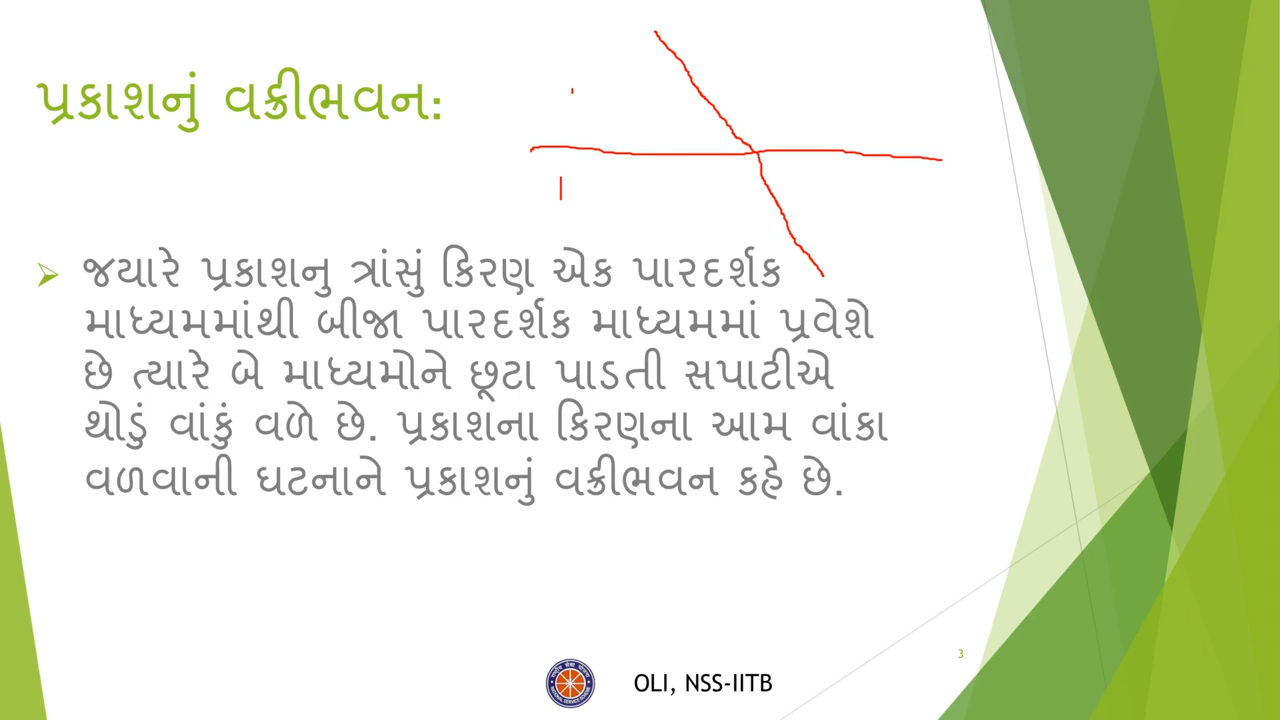 પ્રકાશનું વક્રીભવન:
જયારે પ્રકાશનુ ત્રાંસું કિરણ એક પારદર્શક
માધ્યમમાંથી બીજા પારદર્શક માધ્યમમાં પ્રવેશે
છે ત્યારે બે માધ્યમોને છૂટા પાડતી સપાટીએ
થોડું વાંકું વળે છે. પ્રકાશના કિરણના આમ વાંકા
વળવાની ઘટનાને પ્રકાશનું વક્રીભવન કહે છે.
3
OLI, NSS-IITB